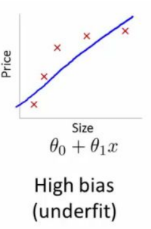 Price
Size
θ₀ + θ₁x
High bias
(underfit)